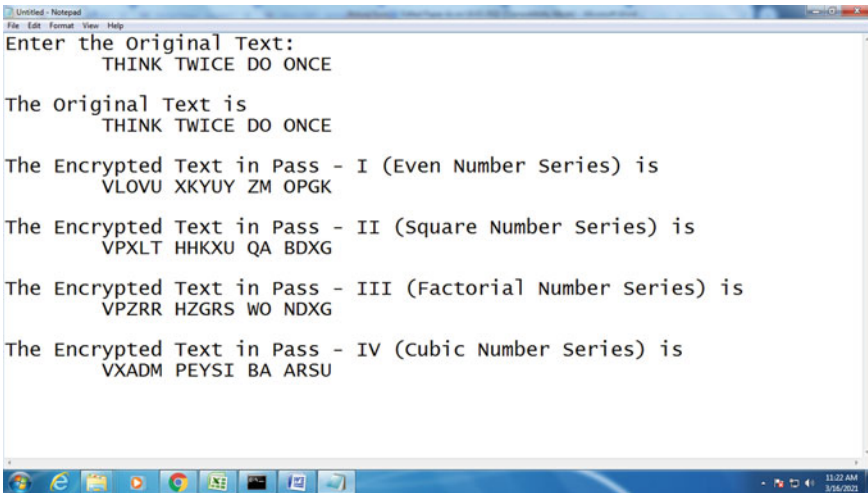 Untitled - Notepad
File Edit Format View Help
Enter the Original Text:
THINK TWICE DO ONCE
The Original Text is
THINK TWICE DO ONCE
The Encrypted Text in Pass - I (Even Number Series) is
VLOVU XKYUY ZM OPGK
The Encrypted Text in Pass - II (Square Number Series) is
VPXLT HHKXU QA BDXG
The Encrypted Text in Pass - III (Factorial Number Series) is
VPZRR HZGRS WO NDXG
The Encrypted Text in Pass - IV (Cubic Number Series) is
VXADM PEYSI BA ARSU
11:22 AM
3/16/2021